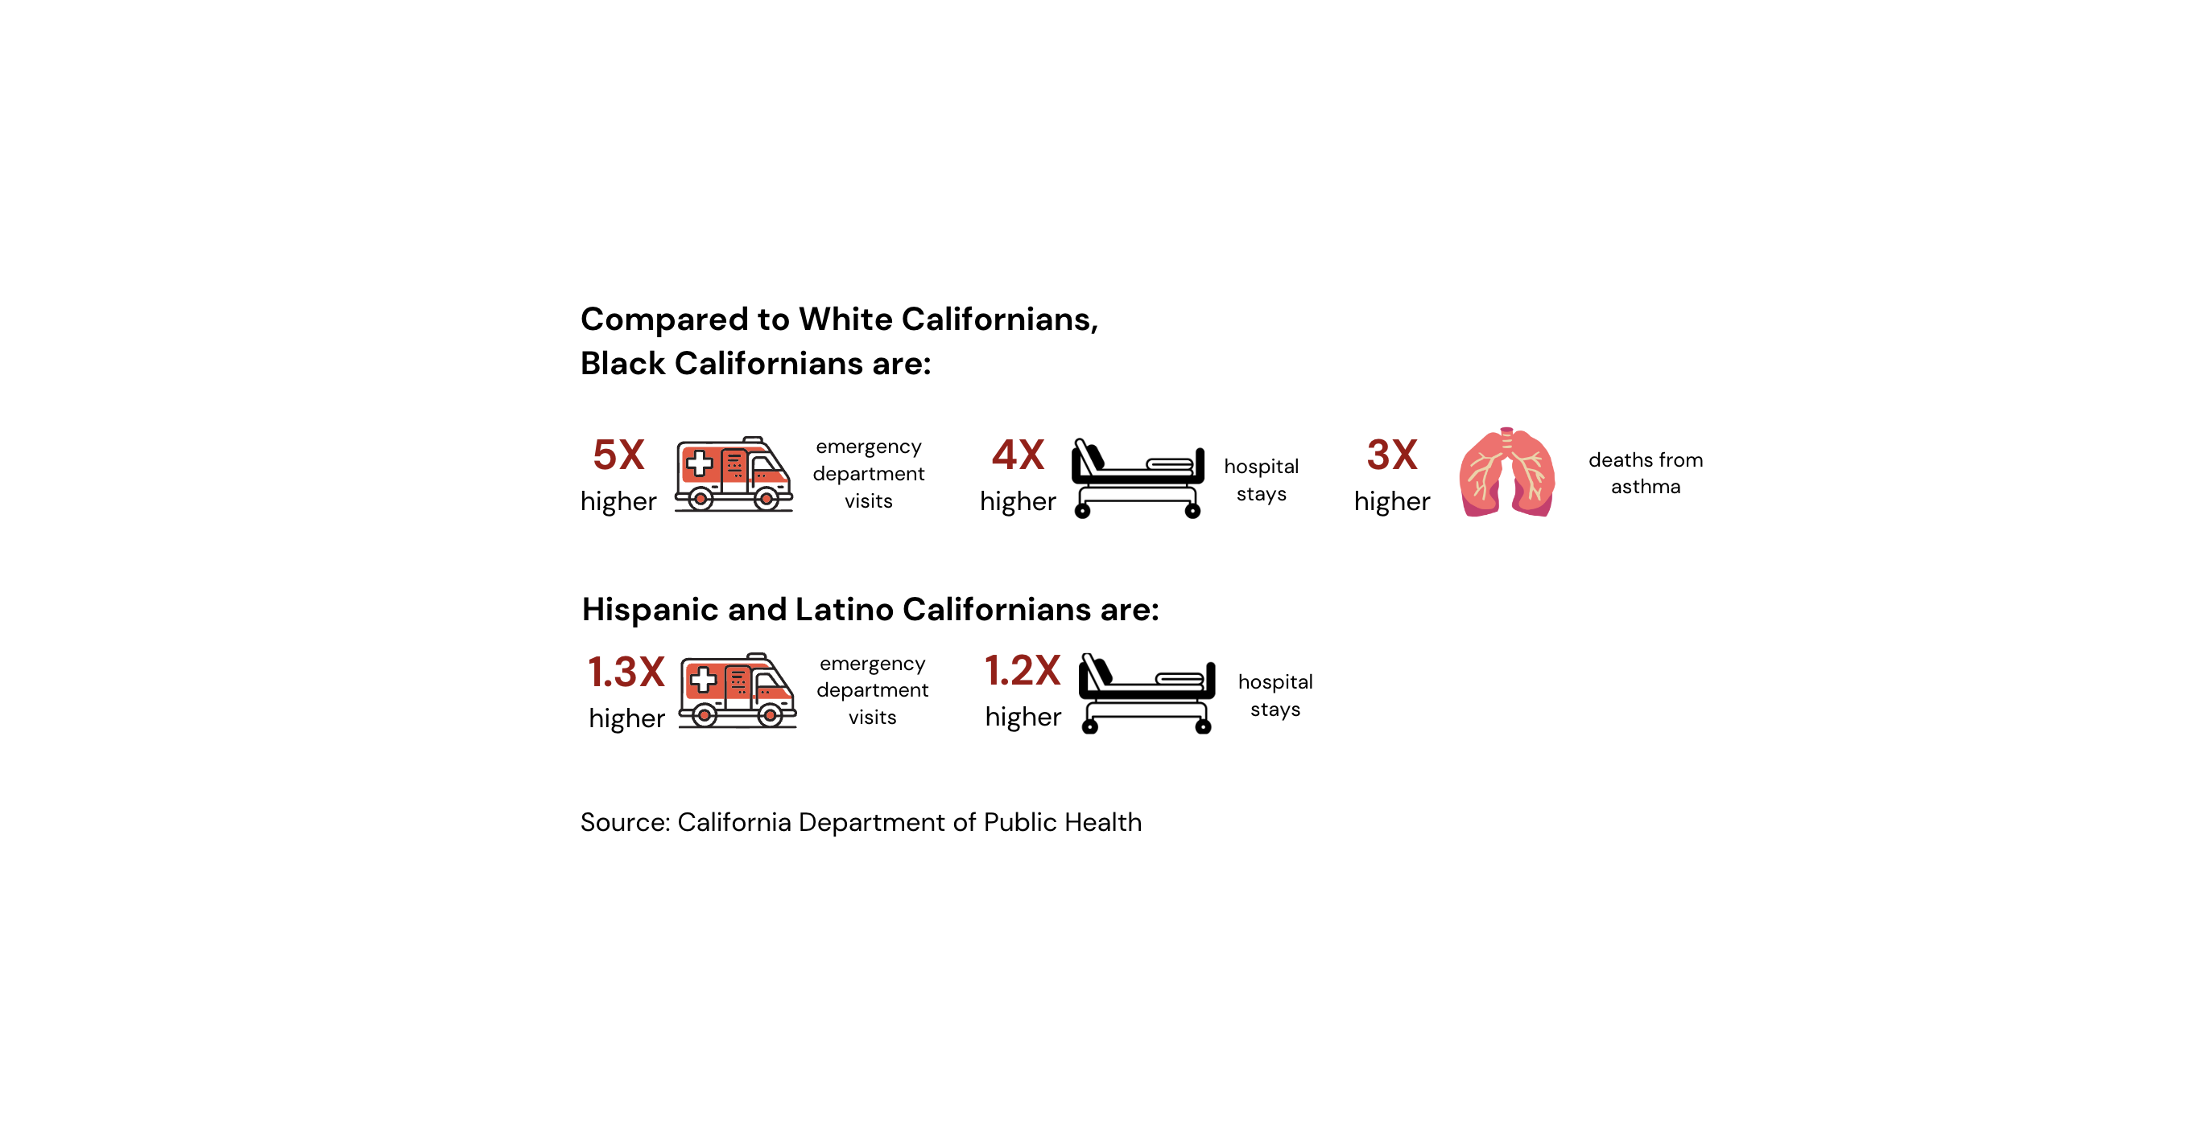 Compared to White Californians,
Black Californians are:
5X
higher
emergency
department
visits
4X
higher
hospital
stays
3X
higher
deaths from
asthma
Hispanic and Latino Californians are:
1.3X
higher
emergency
department
visits
1.2X
higher
hospital
stays
Source: California Department of Public Health